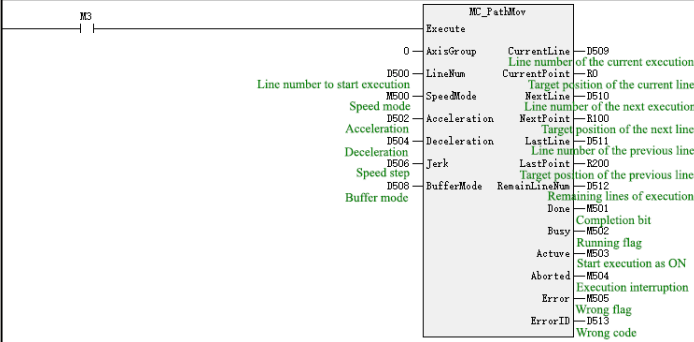 MC_PathMov
M3
Execute
0 AxisGroup CurrentLine D509
Line number of the current execution
D500 LineNum CurrentPoint R0
Line number to start execution Target position of the current line
M500 SpeedMode NextLine D510
Speed mode Line number of the next execution
D502 Acceleration NextPoint R100
Acceleration Target position of the next line
D504 Deceleration LastLine D511
Deceleration Line number of the previous line
D506 Jerk LastPoint R200
Speed step Target position of the previous line
D508 BufferMode RemainLineNum D512
Buffer mode Remaining lines of execution
Done M501
Completion bit
Busy M502
Running flag
Actuve M503
Start execution as ON
Aborted M504
Execution interruption
Error M505
Wrong flag
ErrorID D513
Wrong code